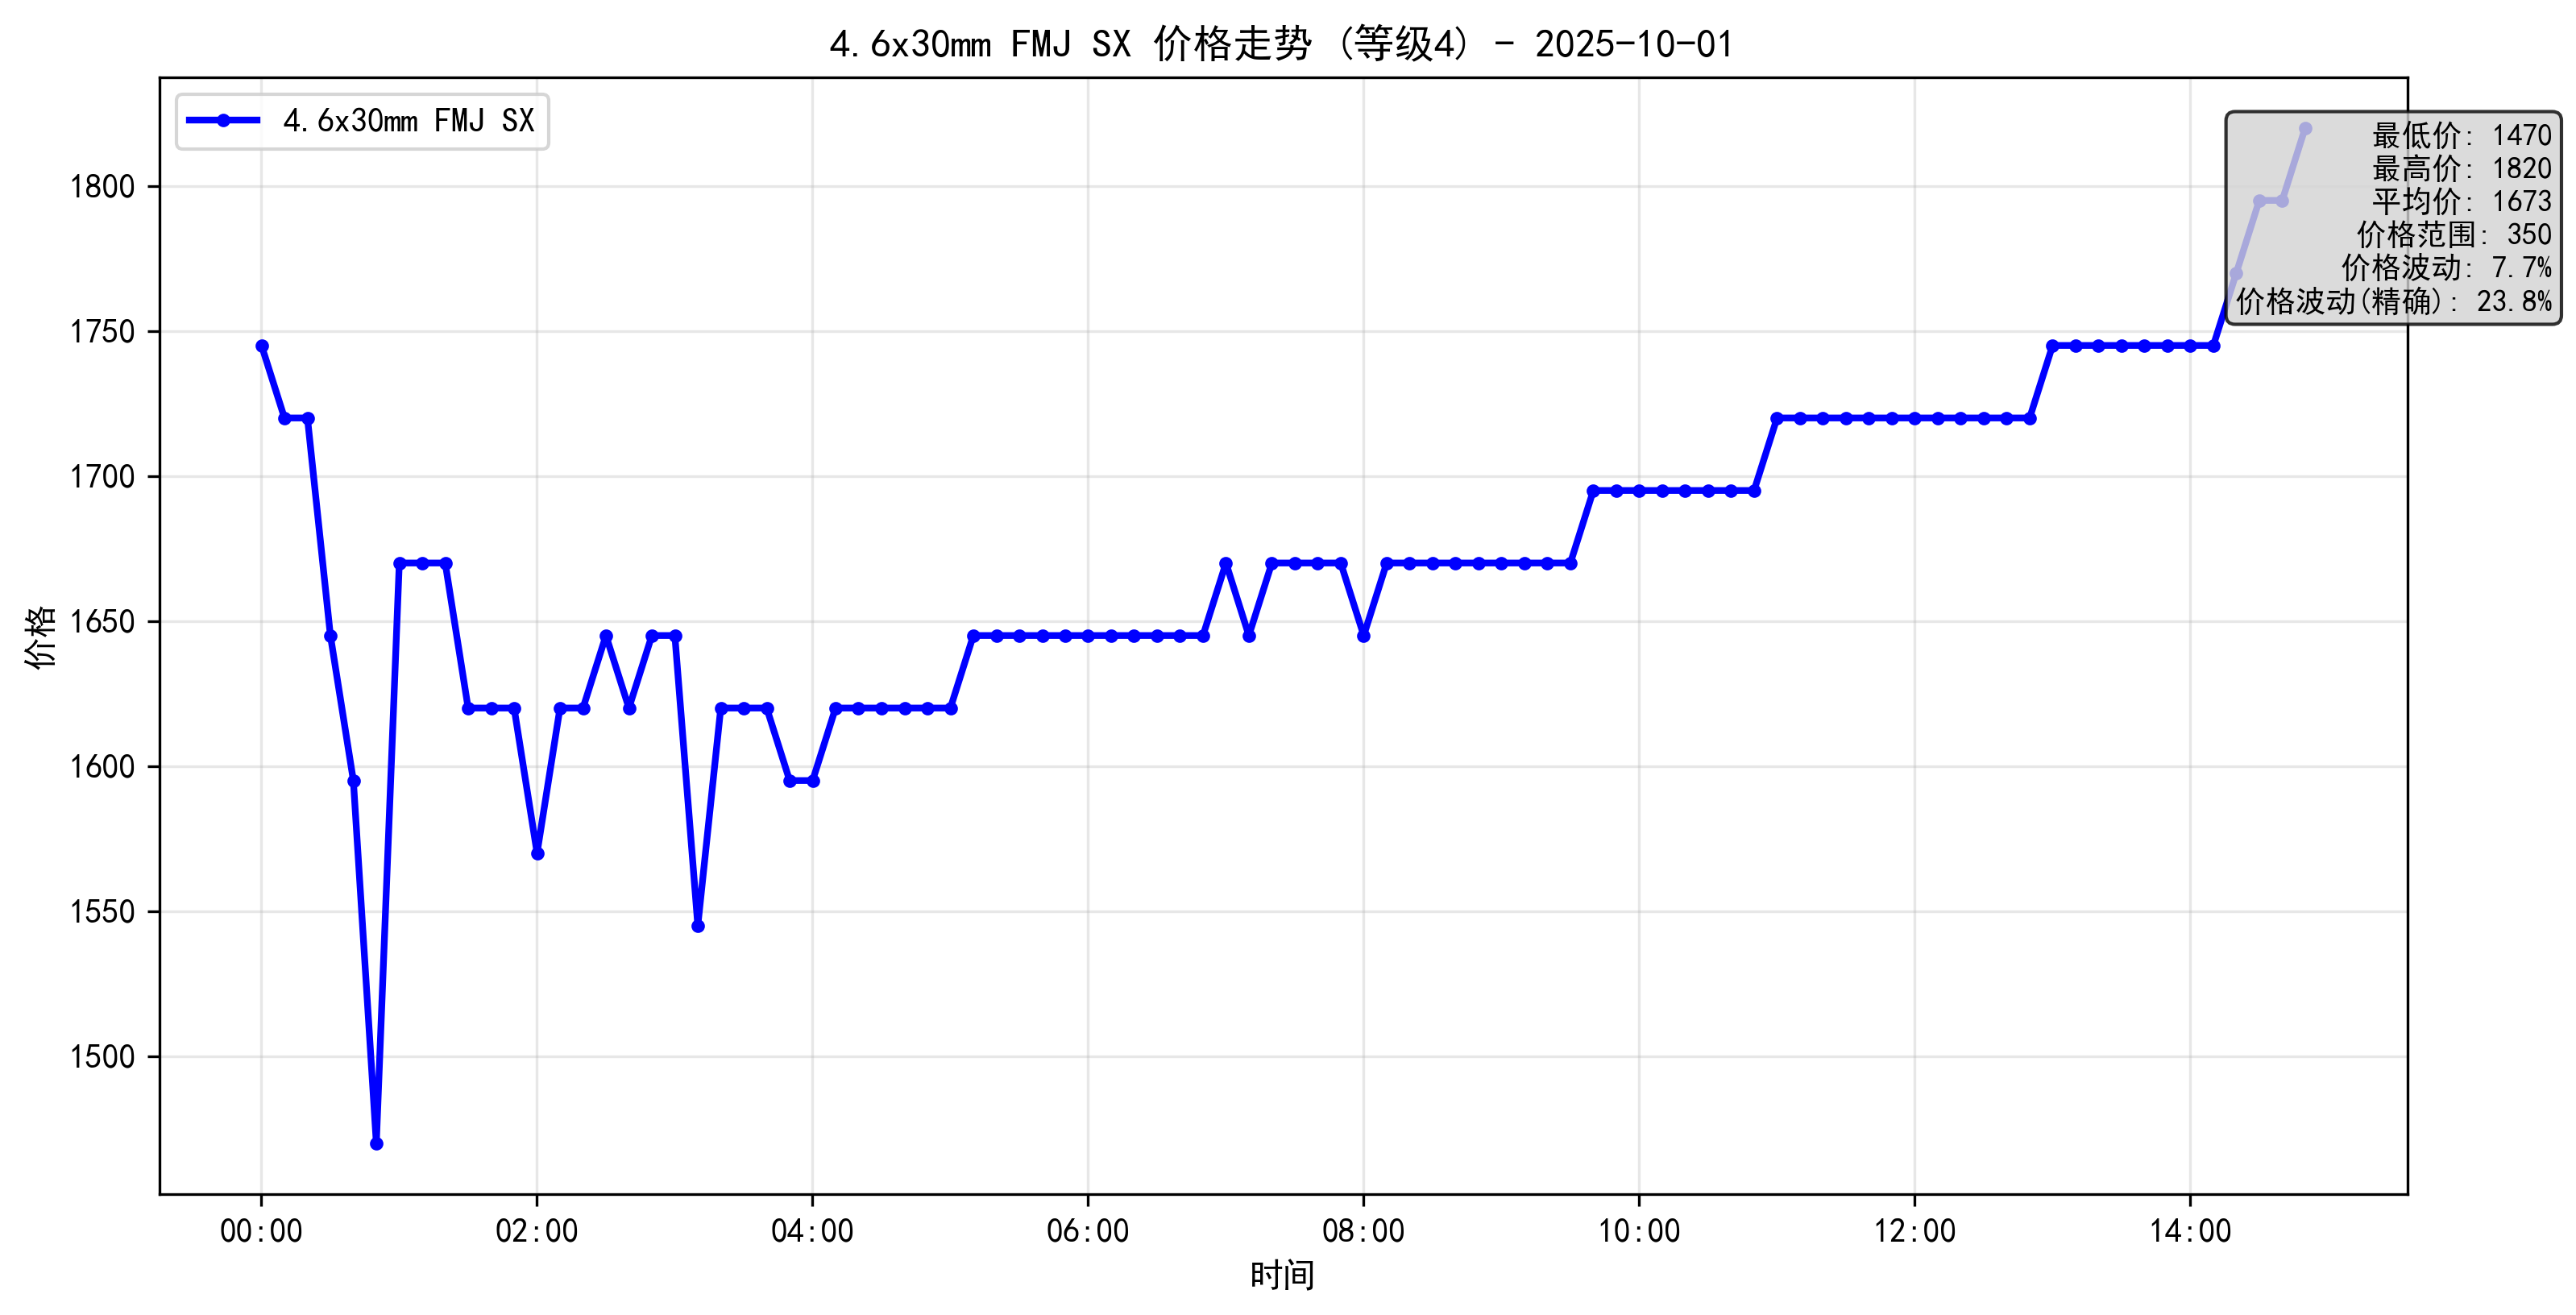 4.6x30mm FMJ SX 价格走势 (等级4) - 2025-10-01
4.6x30mm FMJ SX
最低价: 1470
最高价: 1820
平均价: 1673
价格范围: 350
价格波动: 7.7%
价格波动(精确): 23.8%
价格
1800
1750
1700
1650
1600
1550
1500
00:00 02:00 04:00 06:00 08:00 10:00 12:00 14:00
时间